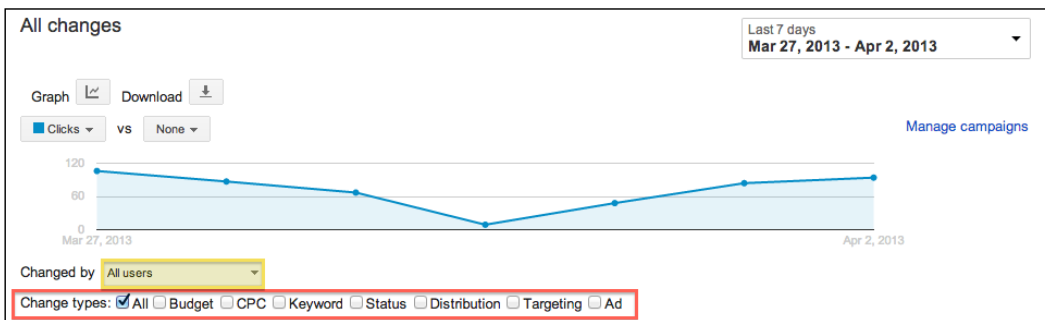 All changes
Last 7 days
Mar 27, 2013 - Apr 2, 2013
Graph Download
Clicks vs None
Manage campaigns
120
60
0
Mar 27, 2013 Apr 2, 2013
Changed by All users
Change types: All Budget CPC Keyword Status Distribution Targeting Ad